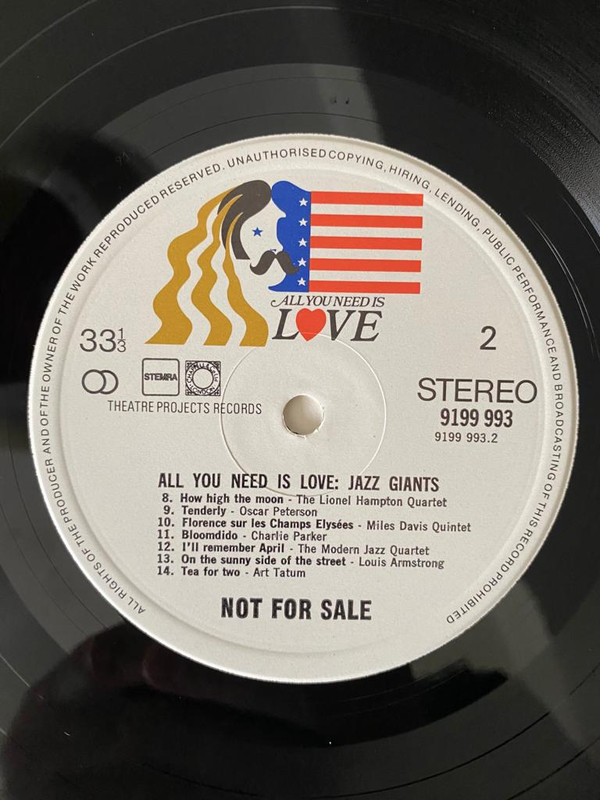 ALL RIGHTS OF THE PRODUCER AND OF THE OWNER OF THE WORK REPRODUCED RESERVED. UNAUTHORISED COPYING, HIRING, LENDING, PUBLIC PERFORMANCE AND BROADCASTING OF THIS RECORD PROHIBITED
ALL YOU NEED IS
LOVE
33 1/3
2
STEMRA
STEREO
THEATRE PROJECTS RECORDS
9199 993
9199 993.2
ALL YOU NEED IS LOVE: JAZZ GIANTS
8. How high the moon - The Lionel Hampton Quartet
9. Tenderly - Oscar Peterson
10. Florence sur les Champs Elysées - Miles Davis Quintet
11. Bloomdido - Charlie Parker
12. I'll remember April - The Modern Jazz Quartet
13. On the sunny side of the street - Louis Armstrong
14. Tea for two - Art Tatum
NOT FOR SALE